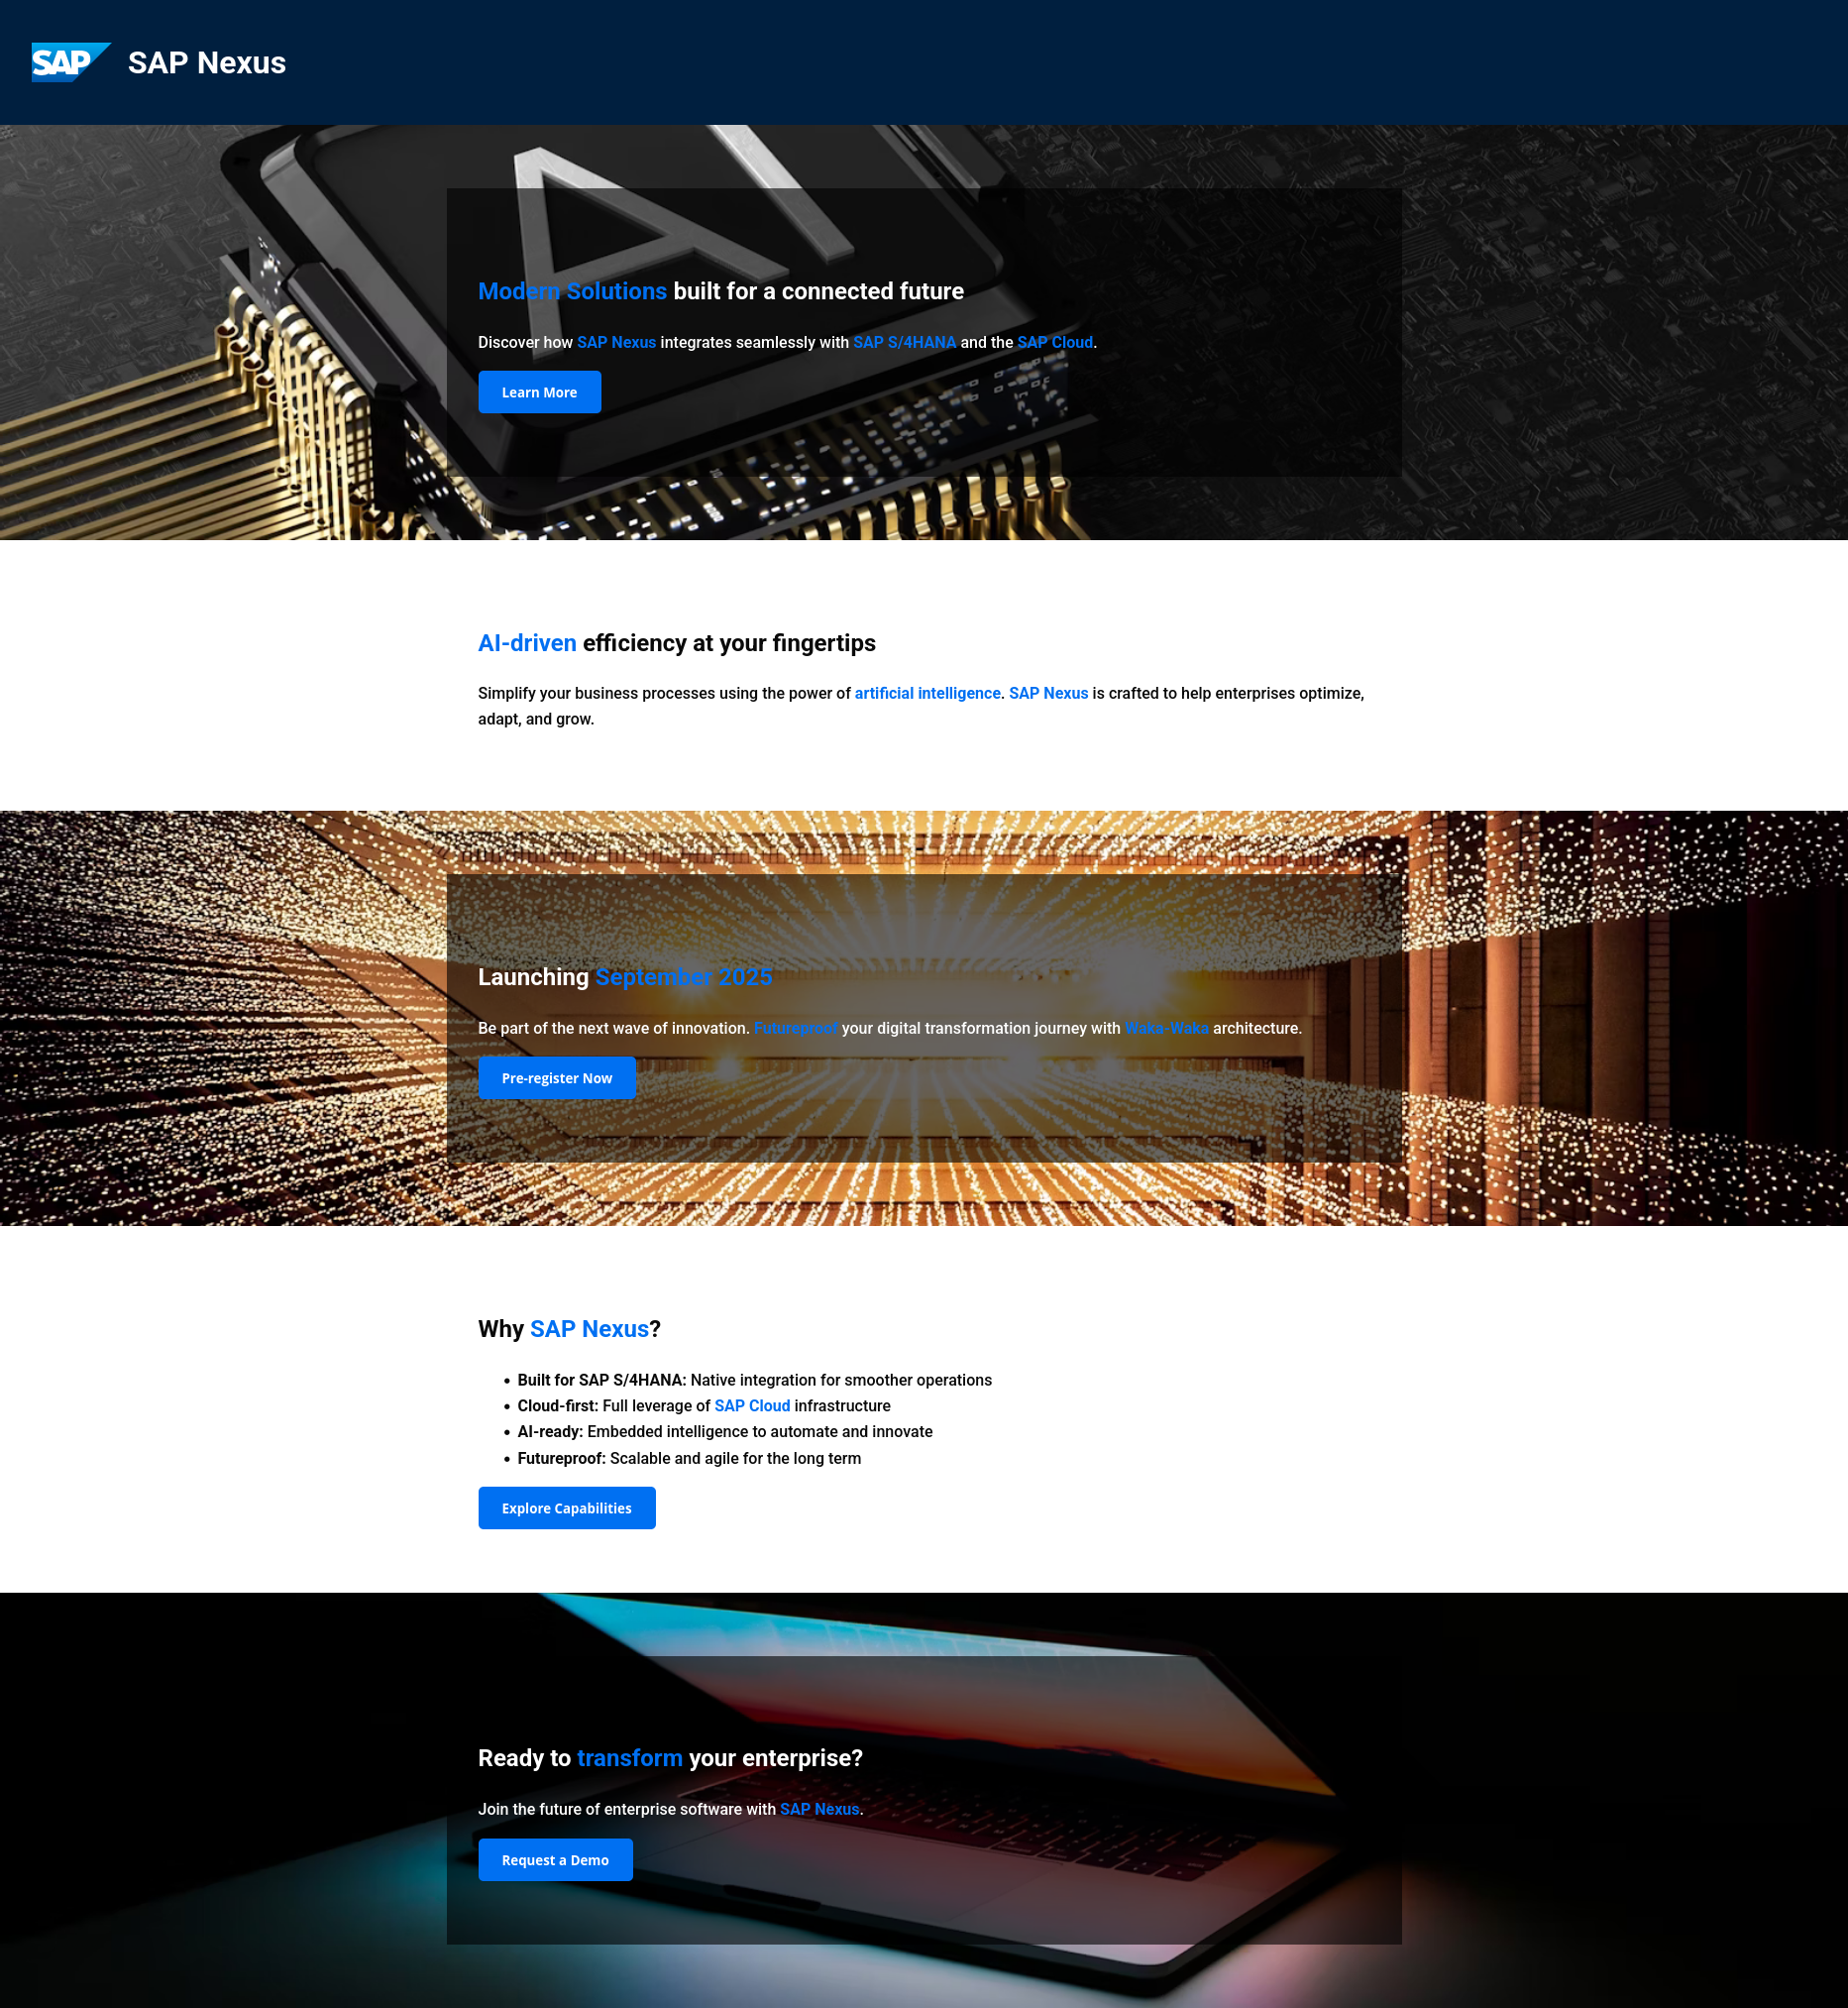 SAP SAP Nexus
AI
Modern Solutions built for a connected future
Discover how SAP Nexus integrates seamlessly with SAP S/4HANA and the SAP Cloud.
Learn More
AI-driven efficiency at your fingertips
Simplify your business processes using the power of artificial intelligence. SAP Nexus is crafted to help enterprises optimize,
adapt, and grow.
Launching September 2025
Be part of the next wave of innovation. Futureproof your digital transformation journey with Waka-Waka architecture.
Pre-register Now
Why SAP Nexus?
• Built for SAP S/4HANA: Native integration for smoother operations
• Cloud-first: Full leverage of SAP Cloud infrastructure
• AI-ready: Embedded intelligence to automate and innovate
• Futureproof: Scalable and agile for the long term
Explore Capabilities
Ready to transform your enterprise?
Join the future of enterprise software with SAP Nexus.
Request a Demo